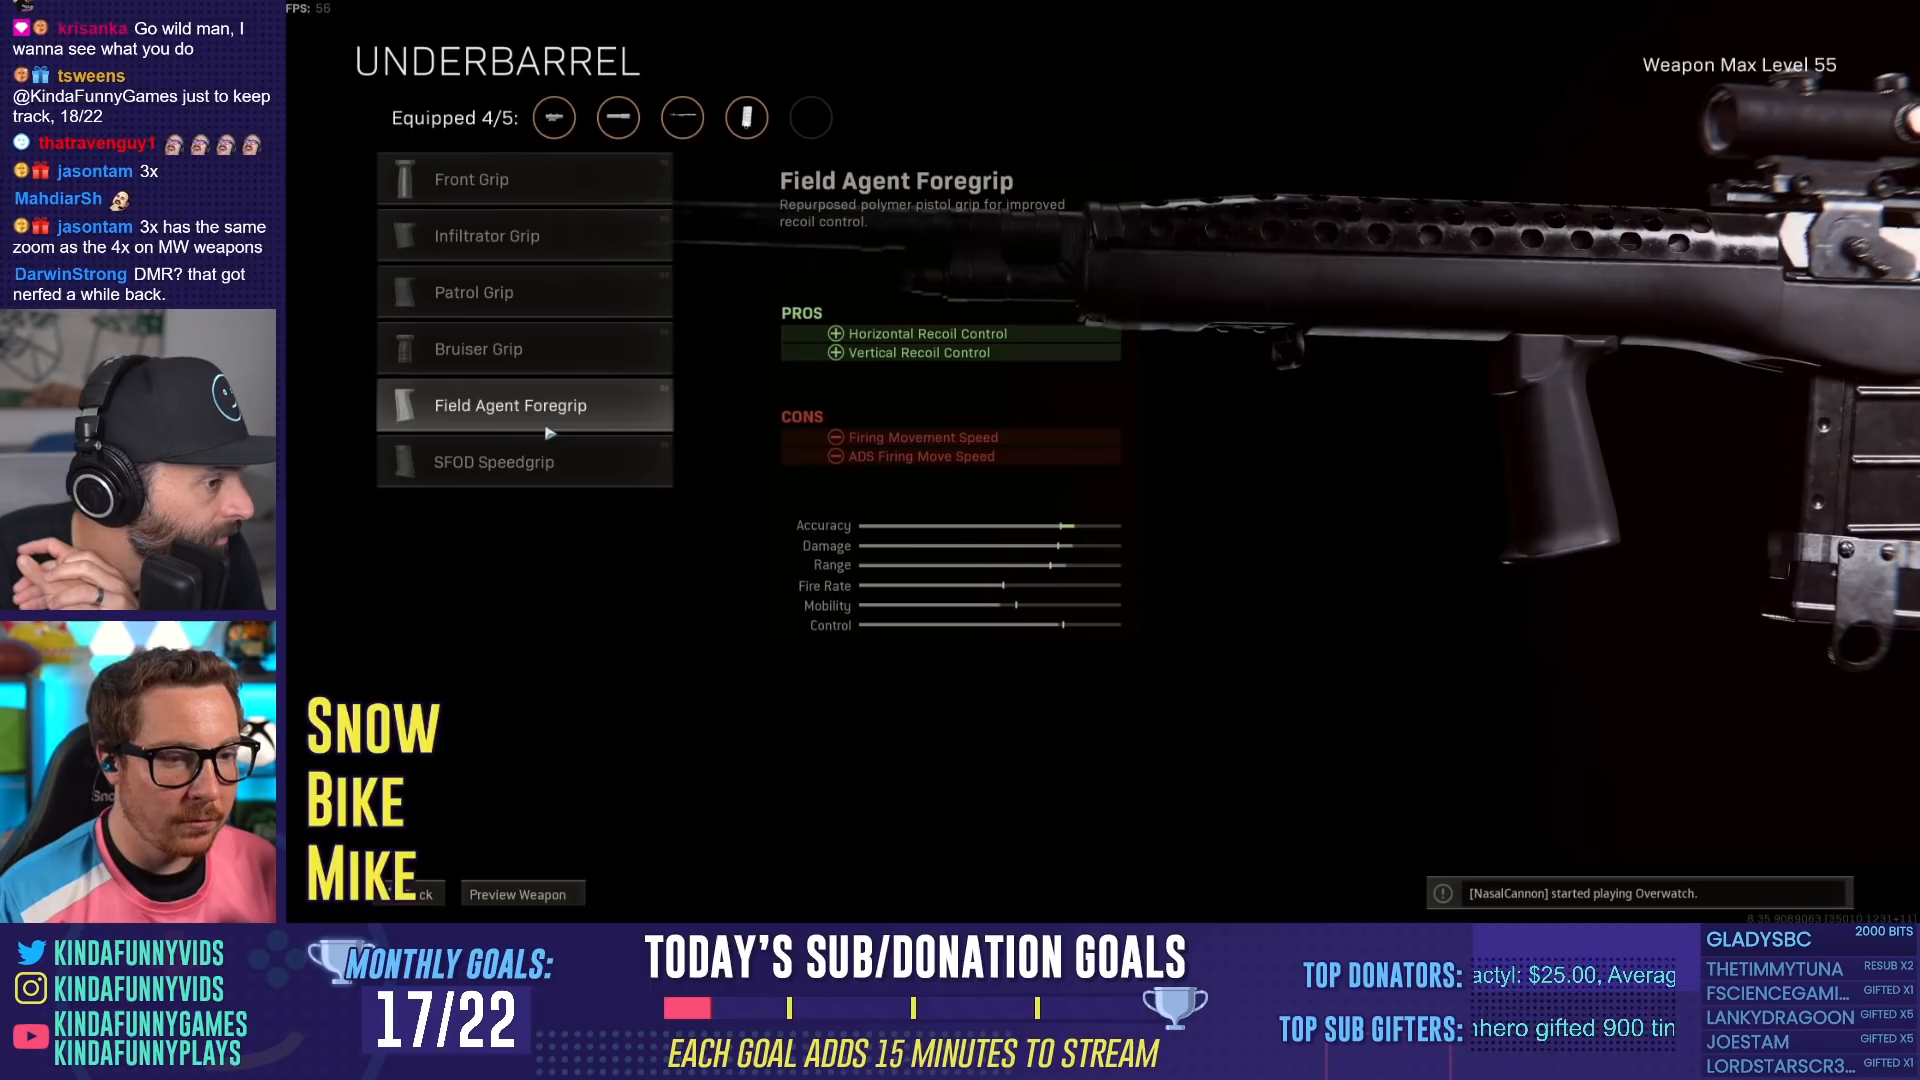 krisanka Go wild man, I
wanna see what you do
tsweens
@KindaFunnyGames just to keep
track, 18/22
thatravenguy1
jasontam 3x
MahdiarSh
jasontam 3x has the same
zoom as the 4x on MW weapons
DarwinStrong DMR? that got
nerfed a while back.
FPS: 56
UNDERBARREL
Weapon Max Level 55
Equipped 4/5:
Front Grip
Infiltrator Grip
Patrol Grip
Bruiser Grip
Field Agent Foregrip
SFOD Speedgrip
Field Agent Foregrip
Repurposed polymer pistol grip for improved
recoil control.
PROS
Horizontal Recoil Control
Vertical Recoil Control
CONS
Firing Movement Speed
ADS Firing Move Speed
Accuracy
Damage
Range
Fire Rate
Mobility
Control
SNOW
BIKE
MIKE
ck
Preview Weapon
[NasalCannon] started playing Overwatch.
KINDAFUNNYVIDS
KINDAFUNNYVIDS
KINDAFUNNYGAMES
KINDAFUNNYPLAYS
MONTHLY GOALS:
17/22
TODAY'S SUB/DONATION GOALS
EACH GOAL ADDS 15 MINUTES TO STREAM
TOP DONATORS: actyl: $25.00, Averag
TOP SUB GIFTERS: hero gifted 900 tin
GLADYSBC 2000 BITS
THETIMMYTUNA RESUB X2
FSCIENCEGAMI... GIFTED X1
LANKYDRAGOON GIFTED X5
JOESTAM GIFTED X5
LORDSTARSCR3... GIFTED X1